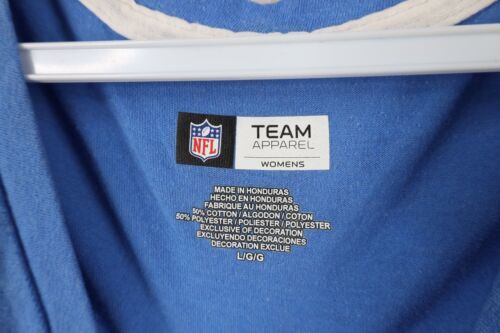 NFL
TEAM
APPAREL
WOMENS
MADE IN HONDURAS
HECHO EN HONDURAS
FABRIQUE AU HONDURAS
50% COTTON / ALGODON / COTON
50% POLYESTER / POLIESTER / POLYESTER
EXCLUSIVE OF DECORATION
EXCLUYENDO DECORACIONES
DECORATION EXCLUE
L/G/G